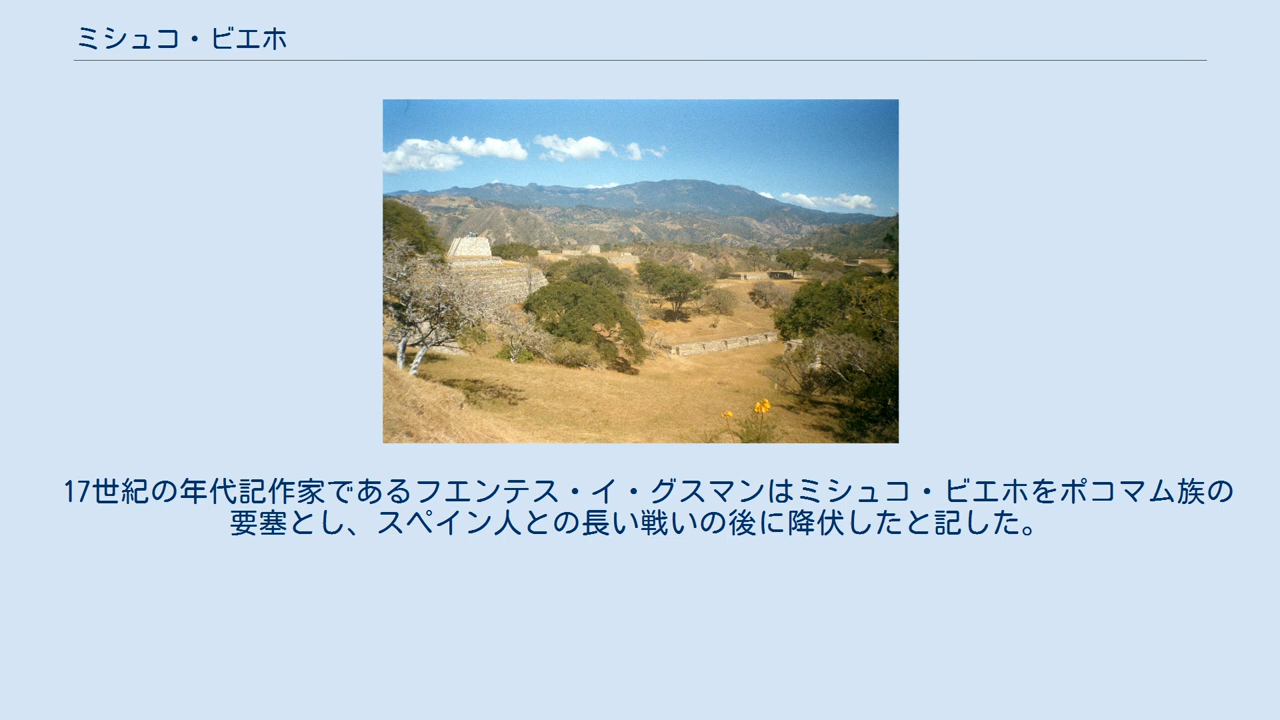 ミシュコ・ビエホ
17世紀の年代記作家であるフエンテス・イ・グスマンはミシュコ・ビエホをポコマム族の
要塞とし、スペイン人との長い戦いの後に降伏したと記した。